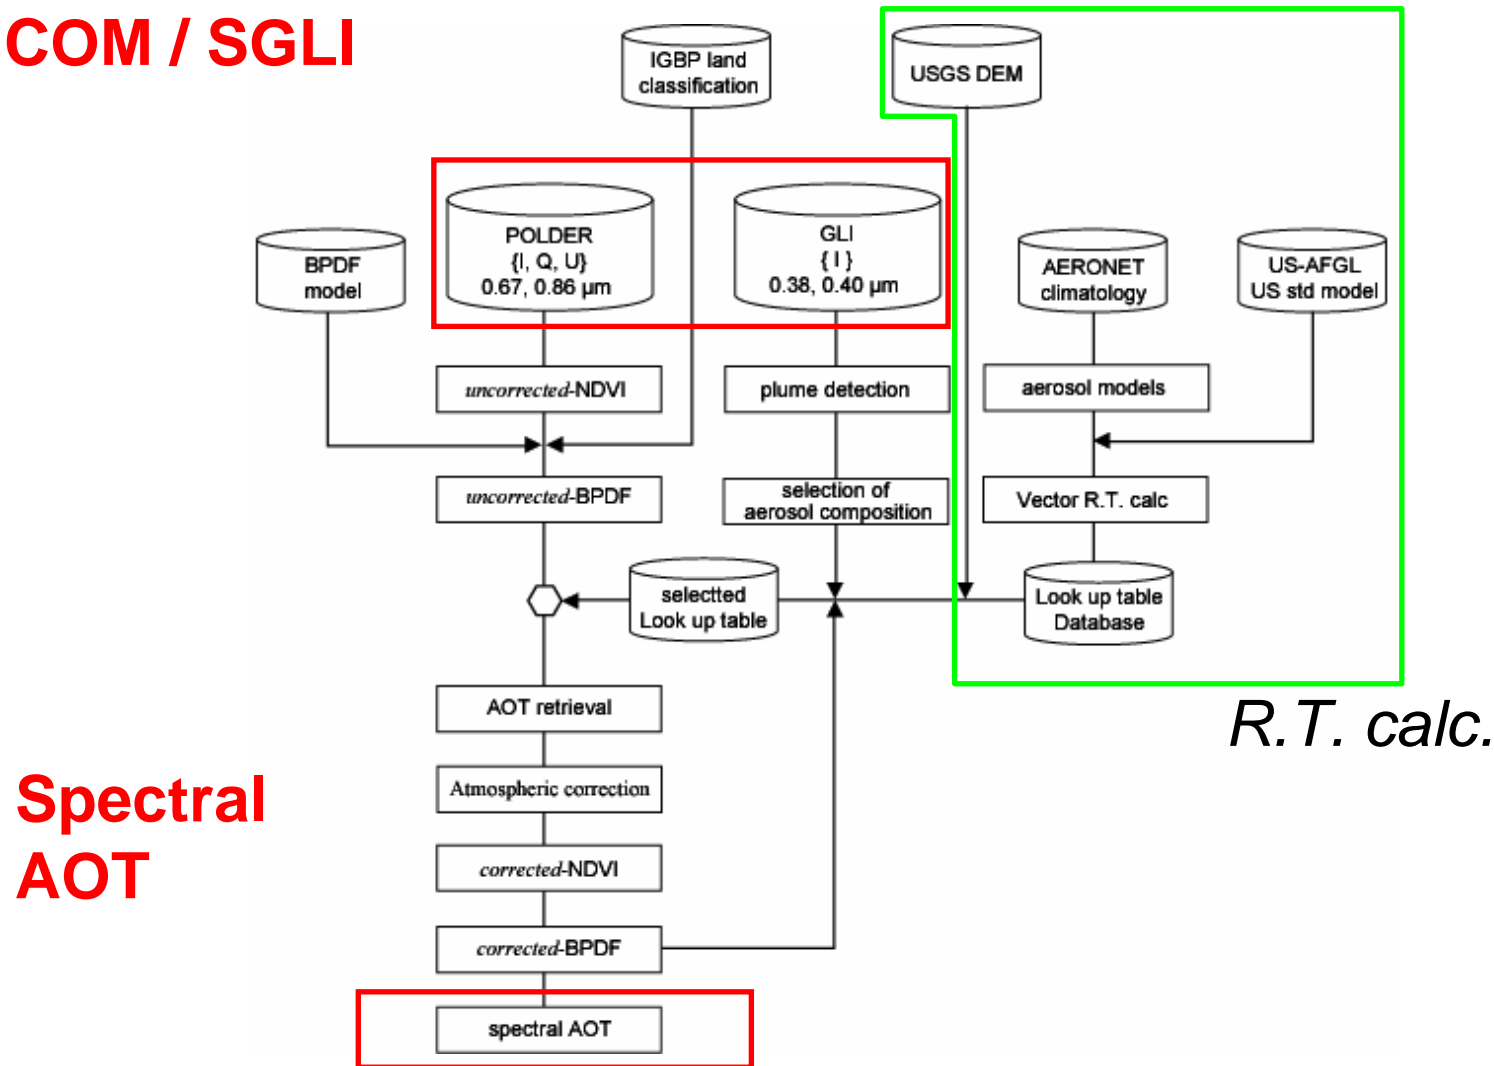 COM / SGLI
IGBP land
classification
USGS DEM
POLDER
{I, Q, U}
0.67, 0.86 µm
GLI
{ I }
0.38, 0.40 µm
BPDF
model
AERONET
climatology
US-AFGL
US std model
uncorrected-NDVI
plume detection
aerosol models
uncorrected-BPDF
selection of
aerosol composition
Vector R.T. calc
selectted
Look up table
Look up table
Database
AOT retrieval
R.T. calc.
Atmospheric correction
Spectral
AOT
corrected-NDVI
corrected-BPDF
spectral AOT